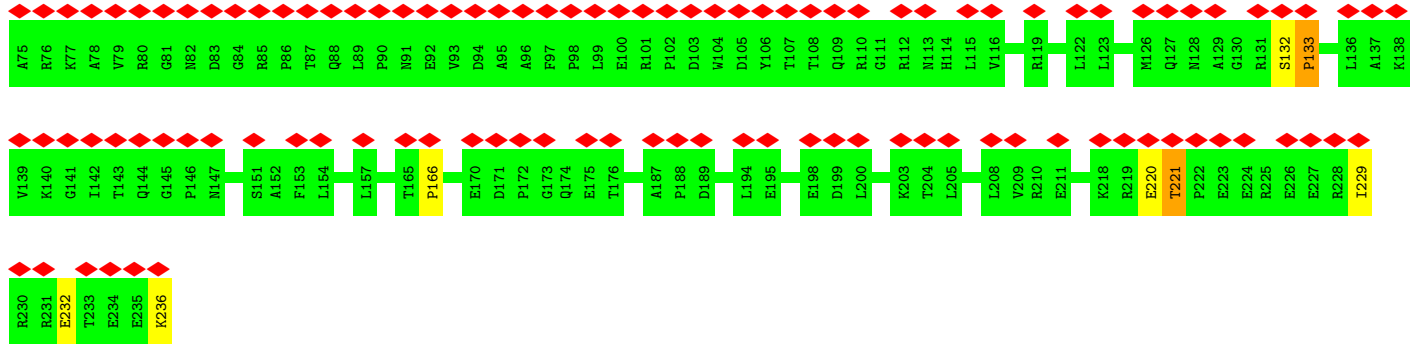 A75 R76 K77 A78 V79 R80 G81 N82 D83 G84 R85 P86 T87 Q88 L89 P90 N91 E92 V93 D94 A95 A96 F97 P98 L99 E100 R101 P102 D103 W104 D105 Y106 T107 T108 Q109 R110 G111 R112 N113 H114 L115 V116 R119 L122 L123 M126 Q127 N128 A129 G130 R131 S132 P133 L136 A137 K138
V139 K140 G141 I142 T143 Q144 G145 P146 N147 S151 A152 F153 L154 L157 T165 P166 E170 D171 P172 G173 Q174 E175 T176 A187 P188 D189 L194 E195 E198 D199 L200 K203 T204 L205 L208 V209 R210 E211 K218 R219 E220 T221 P222 E223 E224 R225 E226 E227 R228 I229
R230 R231 E232 T233 E234 E235 K236